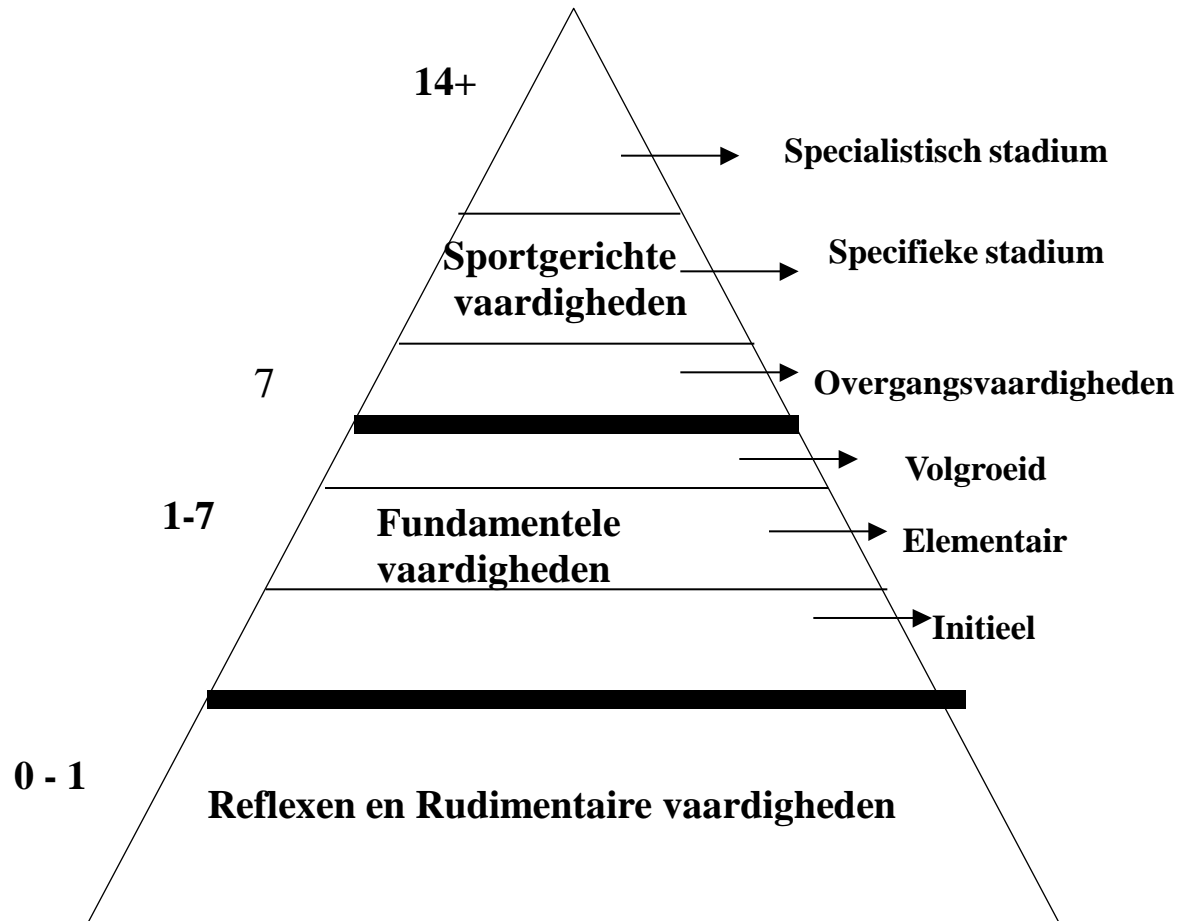 14+
Specialistisch stadium
Sportgerichte
vaardigheden
Specifieke stadium
7
Overgangsvaardigheden
Volgroeid
1-7
Fundamentele
vaardigheden
Elementair
Initieel
0 - 1
Reflexen en Rudimentaire vaardigheden